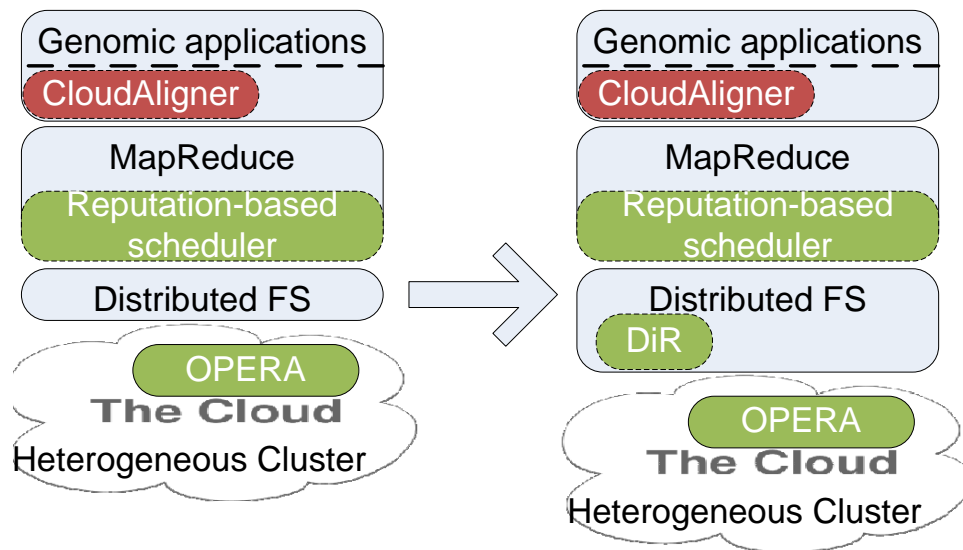 Genomic applications
CloudAligner
MapReduce
Reputation-based
scheduler
Distributed FS
OPERA
The Cloud
Heterogeneous Cluster
Genomic applications
CloudAligner
MapReduce
Reputation-based
scheduler
Distributed FS
DiR
OPERA
The Cloud
Heterogeneous Cluster